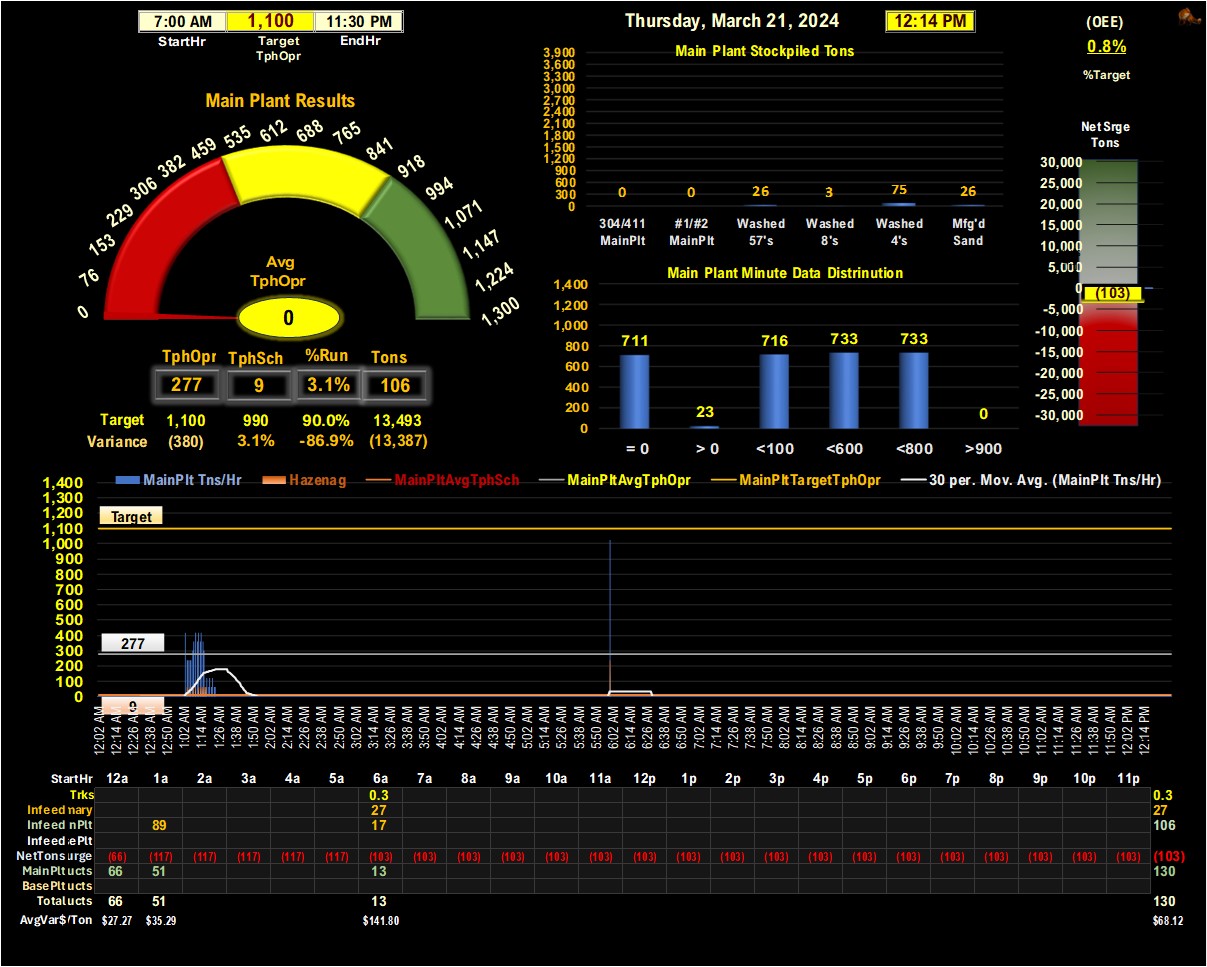 7:00 AM 1,100 11:30 PM
StartHr Target TphOpr EndHr
Thursday, March 21, 2024 12:14 PM
(OEE)
0.8%
%Target
Main Plant Results
0 76 153 229 306 382 459 535 612 688 765 841 918 994 1,071 1,147 1,224 1,300
Avg
TphOpr
0
TphOpr TphSch %Run Tons
277 9 3.1% 106
Target 1,100 990 90.0% 13,493
Variance (380) 3.1% -86.9% (13,387)
Main Plant Stockpiled Tons
3,900
3,600
3,300
3,000
2,700
2,400
2,100
1,800
1,500
1,200
900
600
300
0
0 0 26 3 75 26
304/411 #1/#2 Washed Washed Washed Mfg'd
MainPlt MainPlt 57's 8's 4's Sand
Main Plant Minute Data Distrinution
1,400
1,200
1,000
800
600
400
200
0
711 23 716 733 733 0
= 0 > 0 <100 <600 <800 >900
Net Srge
Tons
30,000
25,000
20,000
15,000
10,000
5,000
0
(103)
-5,000
-10,000
-15,000
-20,000
-25,000
-30,000
MainPlt Tns/Hr Hazenag MainPltAvgTphSch MainPltAvgTphOpr MainPltTargetTphOpr 30 per. Mov. Avg. (MainPlt Tns/Hr)
1,400
1,300
1,200
1,100
1,000
900
800
700
600
500
400
300
200
100
0
Target
277
9
12:02 AM 12:14 AM 12:26 AM 12:38 AM 12:50 AM 1:02 AM 1:14 AM 1:26 AM 1:38 AM 1:50 AM 2:02 AM 2:14 AM 2:26 AM 2:38 AM 2:50 AM 3:02 AM 3:14 AM 3:26 AM 3:38 AM 3:50 AM 4:02 AM 4:14 AM 4:26 AM 4:38 AM 4:50 AM 5:02 AM 5:14 AM 5:26 AM 5:38 AM 5:50 AM 6:02 AM 6:14 AM 6:26 AM 6:38 AM 6:50 AM 7:02 AM 7:14 AM 7:26 AM 7:38 AM 7:50 AM 8:02 AM 8:14 AM 8:26 AM 8:38 AM 8:50 AM 9:02 AM 9:14 AM 9:26 AM 9:38 AM 9:50 AM 10:02 AM 10:14 AM 10:26 AM 10:38 AM 10:50 AM 11:02 AM 11:14 AM 11:26 AM 11:38 AM 11:50 AM 12:02 PM 12:14 PM
StartHr 12a 1a 2a 3a 4a 5a 6a 7a 8a 9a 10a 11a 12p 1p 2p 3p 4p 5p 6p 7p 8p 9p 10p 11p
Trks 0.3 0.3
Infeed nary 27 27
Infeed nPlt 89 17 106
Infeed ePlt
NetTons urge (66) (117) (117) (117) (117) (117) (103) (103) (103) (103) (103) (103) (103) (103) (103) (103) (103) (103) (103) (103) (103) (103) (103) (103) (103)
MainPlt ucts 66 51 13 130
BasePlt ucts
Total ucts 66 51 13 130
AvgVar$/Ton $27.27 $35.29 $141.80 $68.12